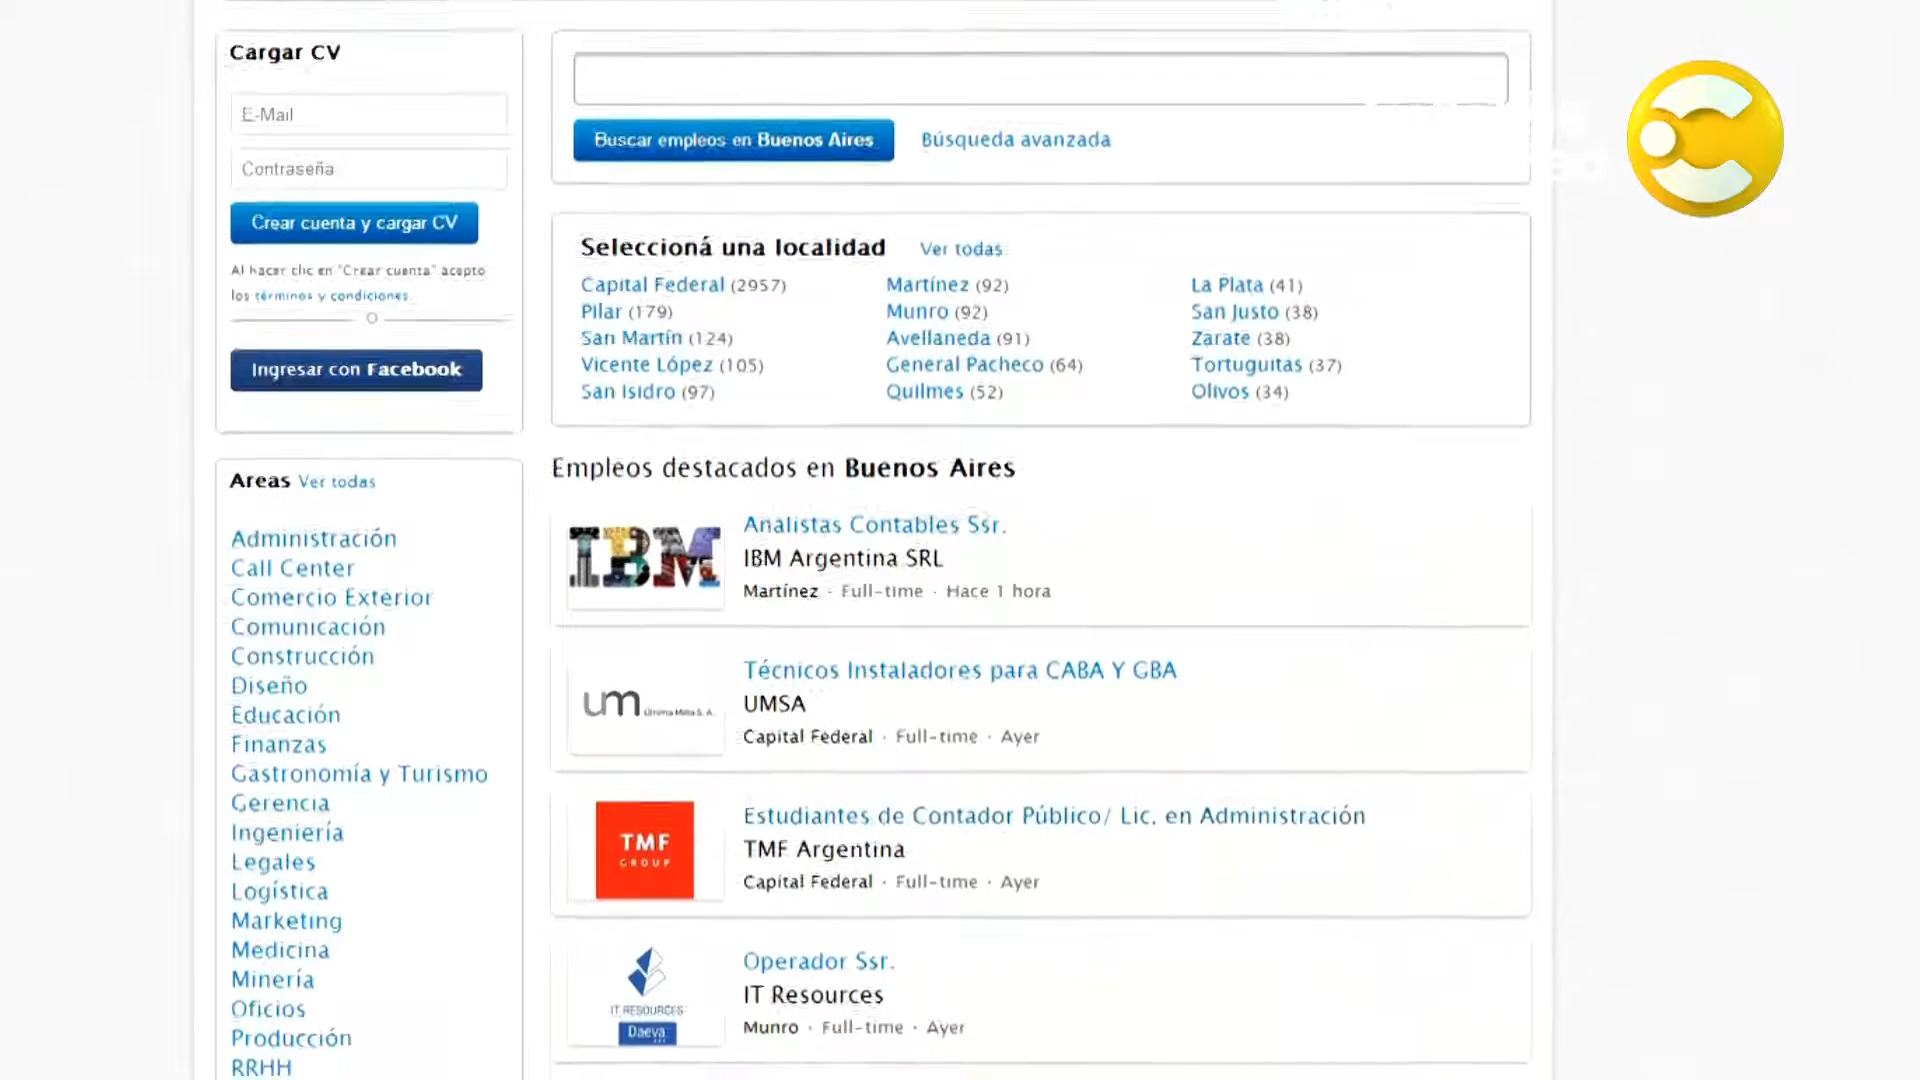 Cargar CV
E-Mail
Contraseña
Crear cuenta y cargar CV
Al hacer clic en "Crear cuenta" acepto
los términos y condiciones.
O
Ingresar con Facebook
Buscar empleos en Buenos Aires
Búsqueda avanzada
Seleccioná una localidad Ver todas
Capital Federal (2957)
Pilar (179)
San Martín (124)
Vicente López (105)
San Isidro (97)
Martínez (92)
Munro (92)
Avellaneda (91)
General Pacheco (64)
Quilmes (52)
La Plata (41)
San Justo (38)
Zarate (38)
Tortuguitas (37)
Olivos (34)
Areas Ver todas
Administración
Call Center
Comercio Exterior
Comunicación
Construcción
Diseño
Educación
Finanzas
Gastronomía y Turismo
Gerencia
Ingeniería
Legales
Logística
Marketing
Medicina
Minería
Oficios
Producción
RRHH
Empleos destacados en Buenos Aires
IBM
Analistas Contables Ssr.
IBM Argentina SRL
Martínez · Full-time · Hace 1 hora
um
Técnicos Instaladores para CABA Y GBA
UMSA
Capital Federal · Full-time · Ayer
TMF
GROUP
Estudiantes de Contador Público/ Lic. en Administración
TMF Argentina
Capital Federal · Full-time · Ayer
IT RESOURCES
Daeva
Operador Ssr.
IT Resources
Munro · Full-time · Ayer